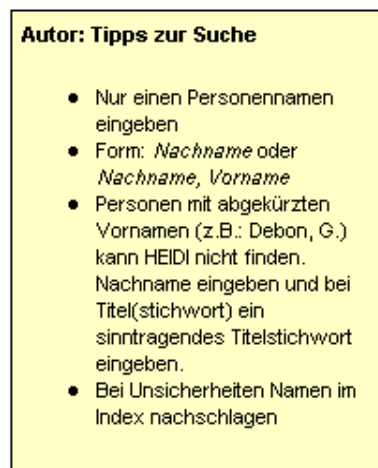 Autor: Tipps zur Suche
● Nur einen Personennamen
eingeben
● Form: Nachname oder
Nachname, Vorname
● Personen mit abgekürzten
Vornamen (z.B.: Debon, G.)
kann HEIDI nicht finden.
Nachname eingeben und bei
Titel(stichwort) ein
sinntragendes Titelstichwort
eingeben.
● Bei Unsicherheiten Namen im
Index nachschlagen